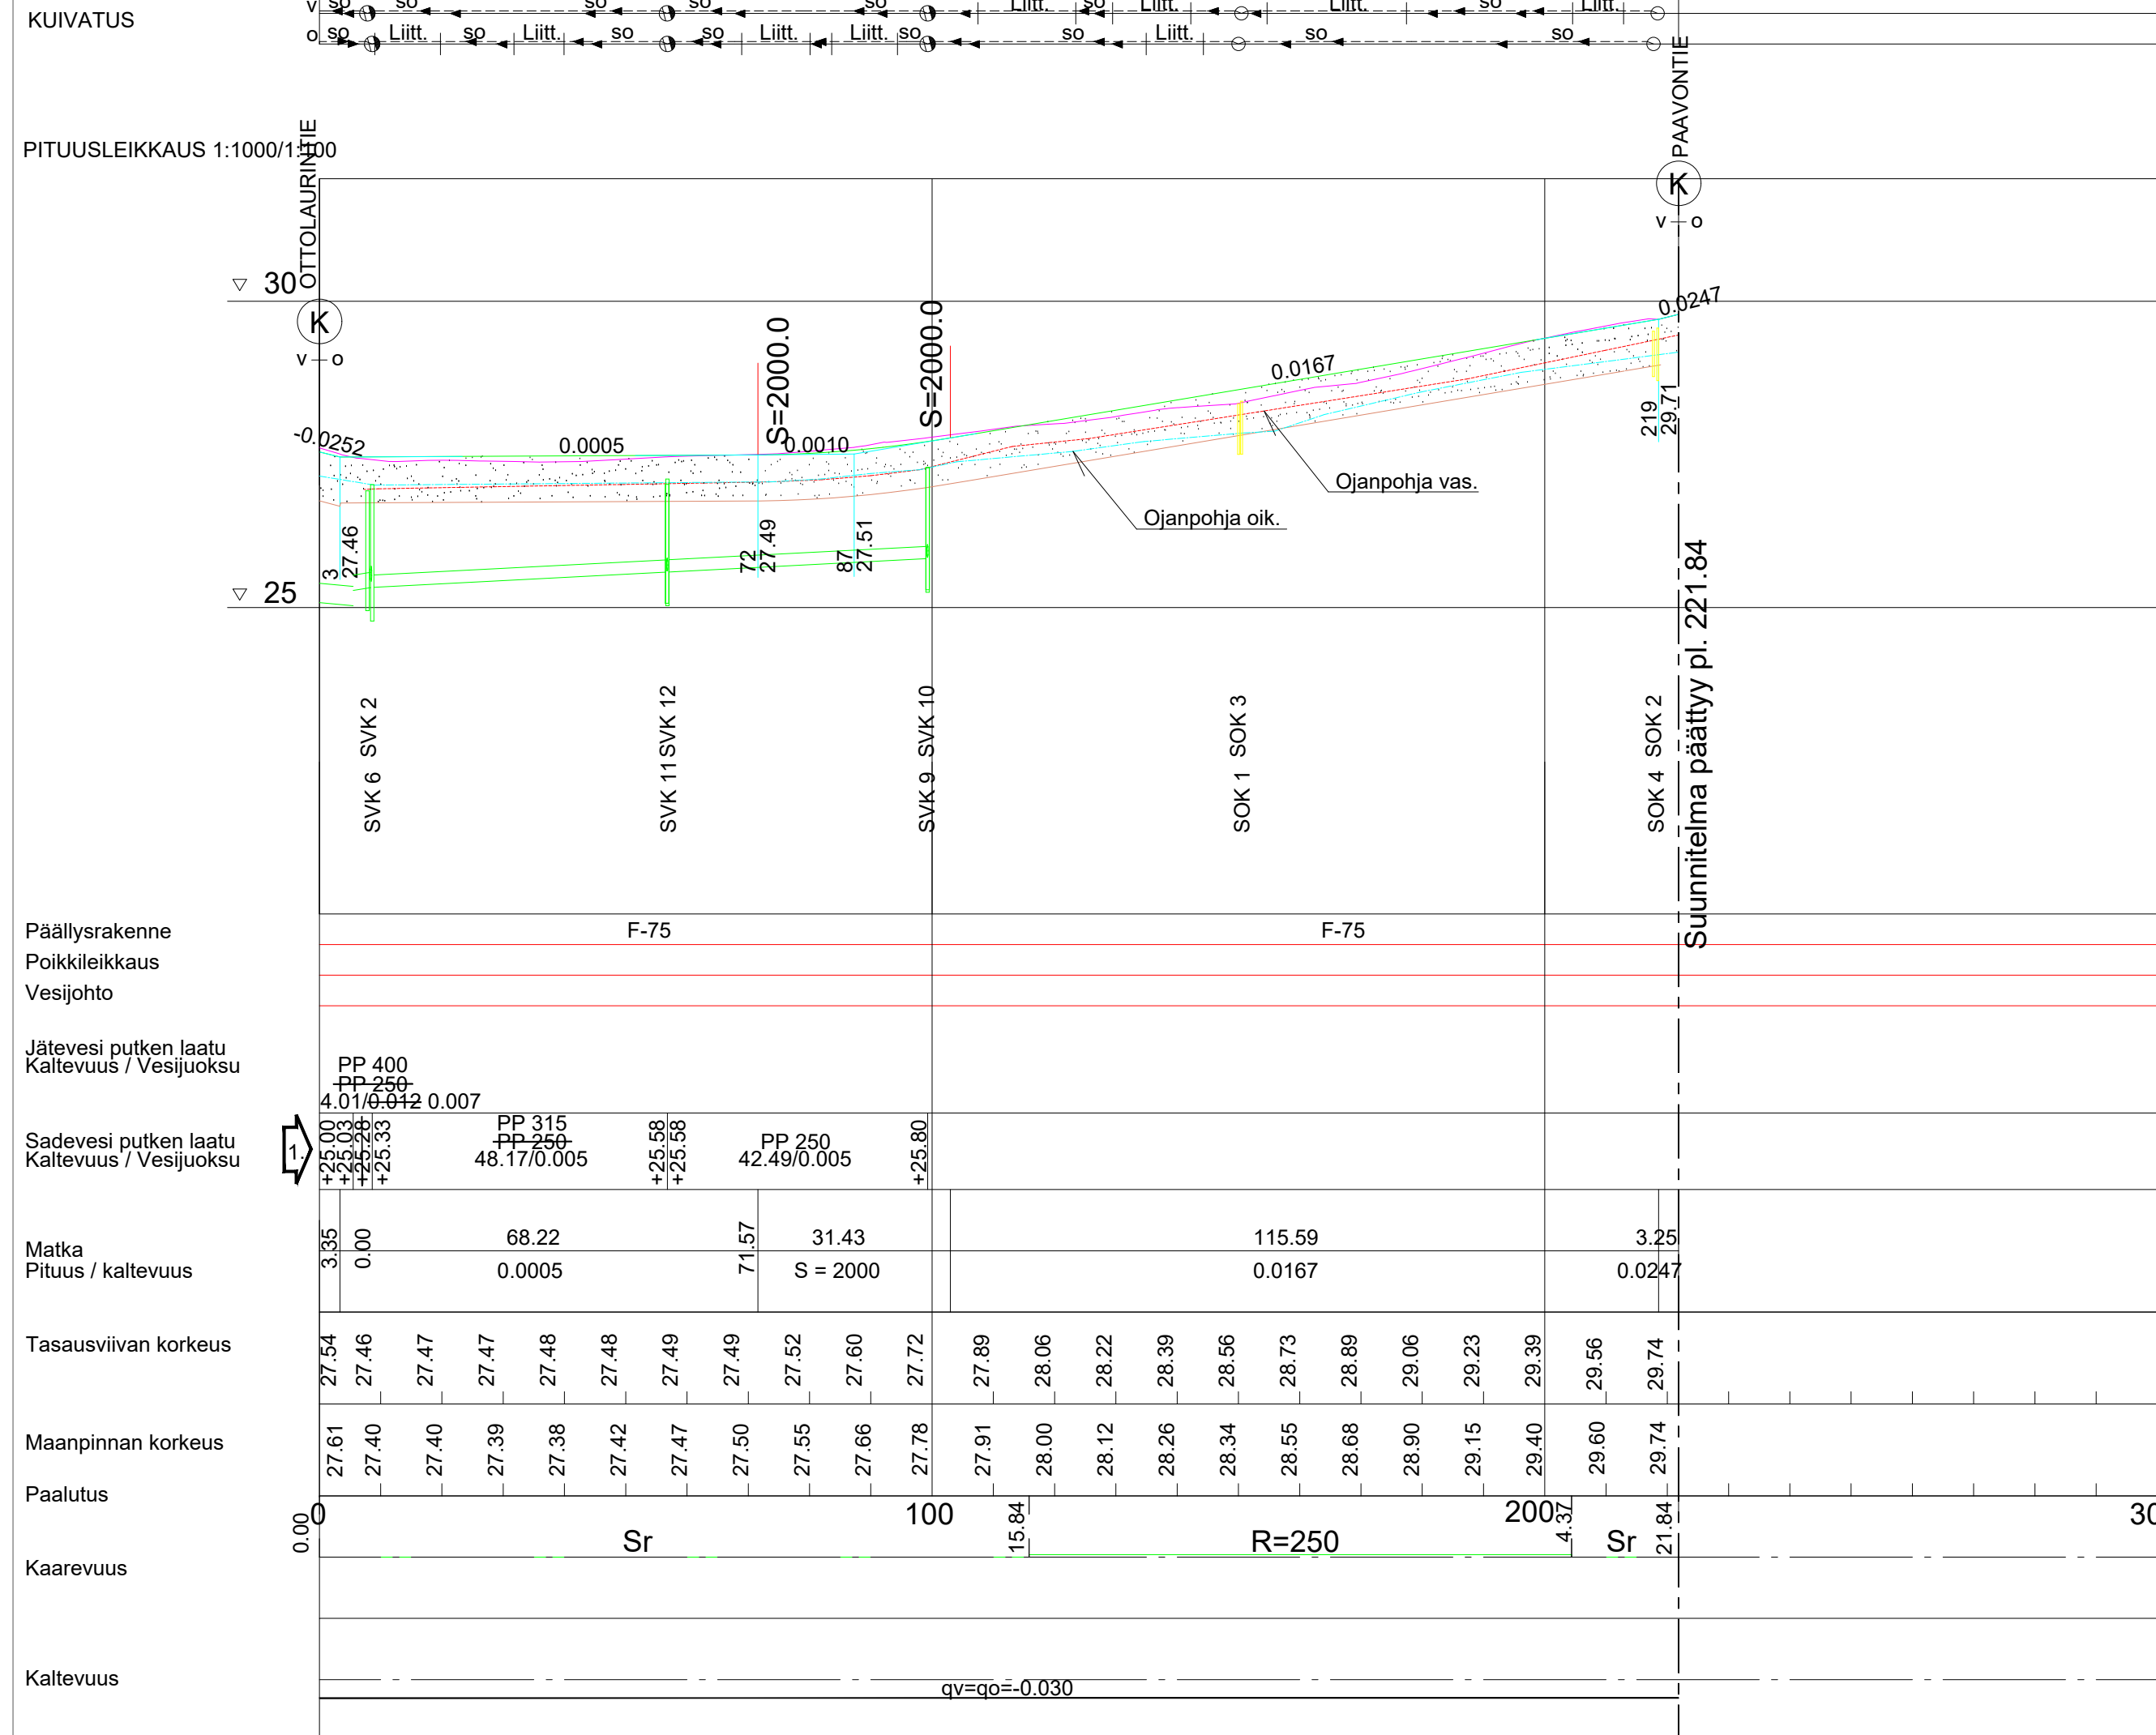 KUIVATUS
v so so so so so Liitt. so Liitt. Liitt. so Liitt.
o so Liitt. so Liitt. so so Liitt. Liitt. so so Liitt. so so
PITUUSLEIKKAUS 1:1000/1:100
OTTOLAURINTIE
PAAVONTIE
K
v o
K
v o
30
25
-0.0252
0.0005
S=2000.0
0.0010
S=2000.0
0.0167
0.0247
3
27.46
72
27.49
87
27.51
219
29.71
Ojanpohja vas.
Ojanpohja oik.
Suunnitelma päättyy pl. 221.84
SVK 2 SVK 12 SVK 10 SOK 3 SOK 2
SVK 6 SVK 11 SVK 9 SOK 1 SOK 4
Päällysrakenne F-75 F-75
Poikkileikkaus
Vesijohto
Jätevesi putken laatu
Kaltevuus / Vesijuoksu
PP 400
PP 250
4.01/0.012 0.007
Sadevesi putken laatu
Kaltevuus / Vesijuoksu
1.
+25.00 +25.03 +25.28 +25.33 +25.58 +25.58 +25.80
PP 315
PP 250
48.17/0.005
PP 250
42.49/0.005
Matka
Pituus / kaltevuus
3.35 0.00 68.22 71.57 31.43 115.59 3.25
0.0005 S = 2000 0.0167 0.0247
Tasausviivan korkeus
27.54 27.46 27.47 27.47 27.48 27.48 27.49 27.49 27.52 27.60 27.72 27.89 28.06 28.22 28.39 28.56 28.73 28.89 29.06 29.23 29.39 29.56 29.74
Maanpinnan korkeus
27.61 27.40 27.40 27.39 27.38 27.42 27.47 27.50 27.55 27.66 27.78 27.91 28.00 28.12 28.26 28.34 28.55 28.68 28.90 29.15 29.40 29.60 29.74
Paalutus
0 100 200 30
0.00 15.84 4.37 21.84
Sr R=250 Sr
Kaarevuus
Kaltevuus
qv=qo=-0.030